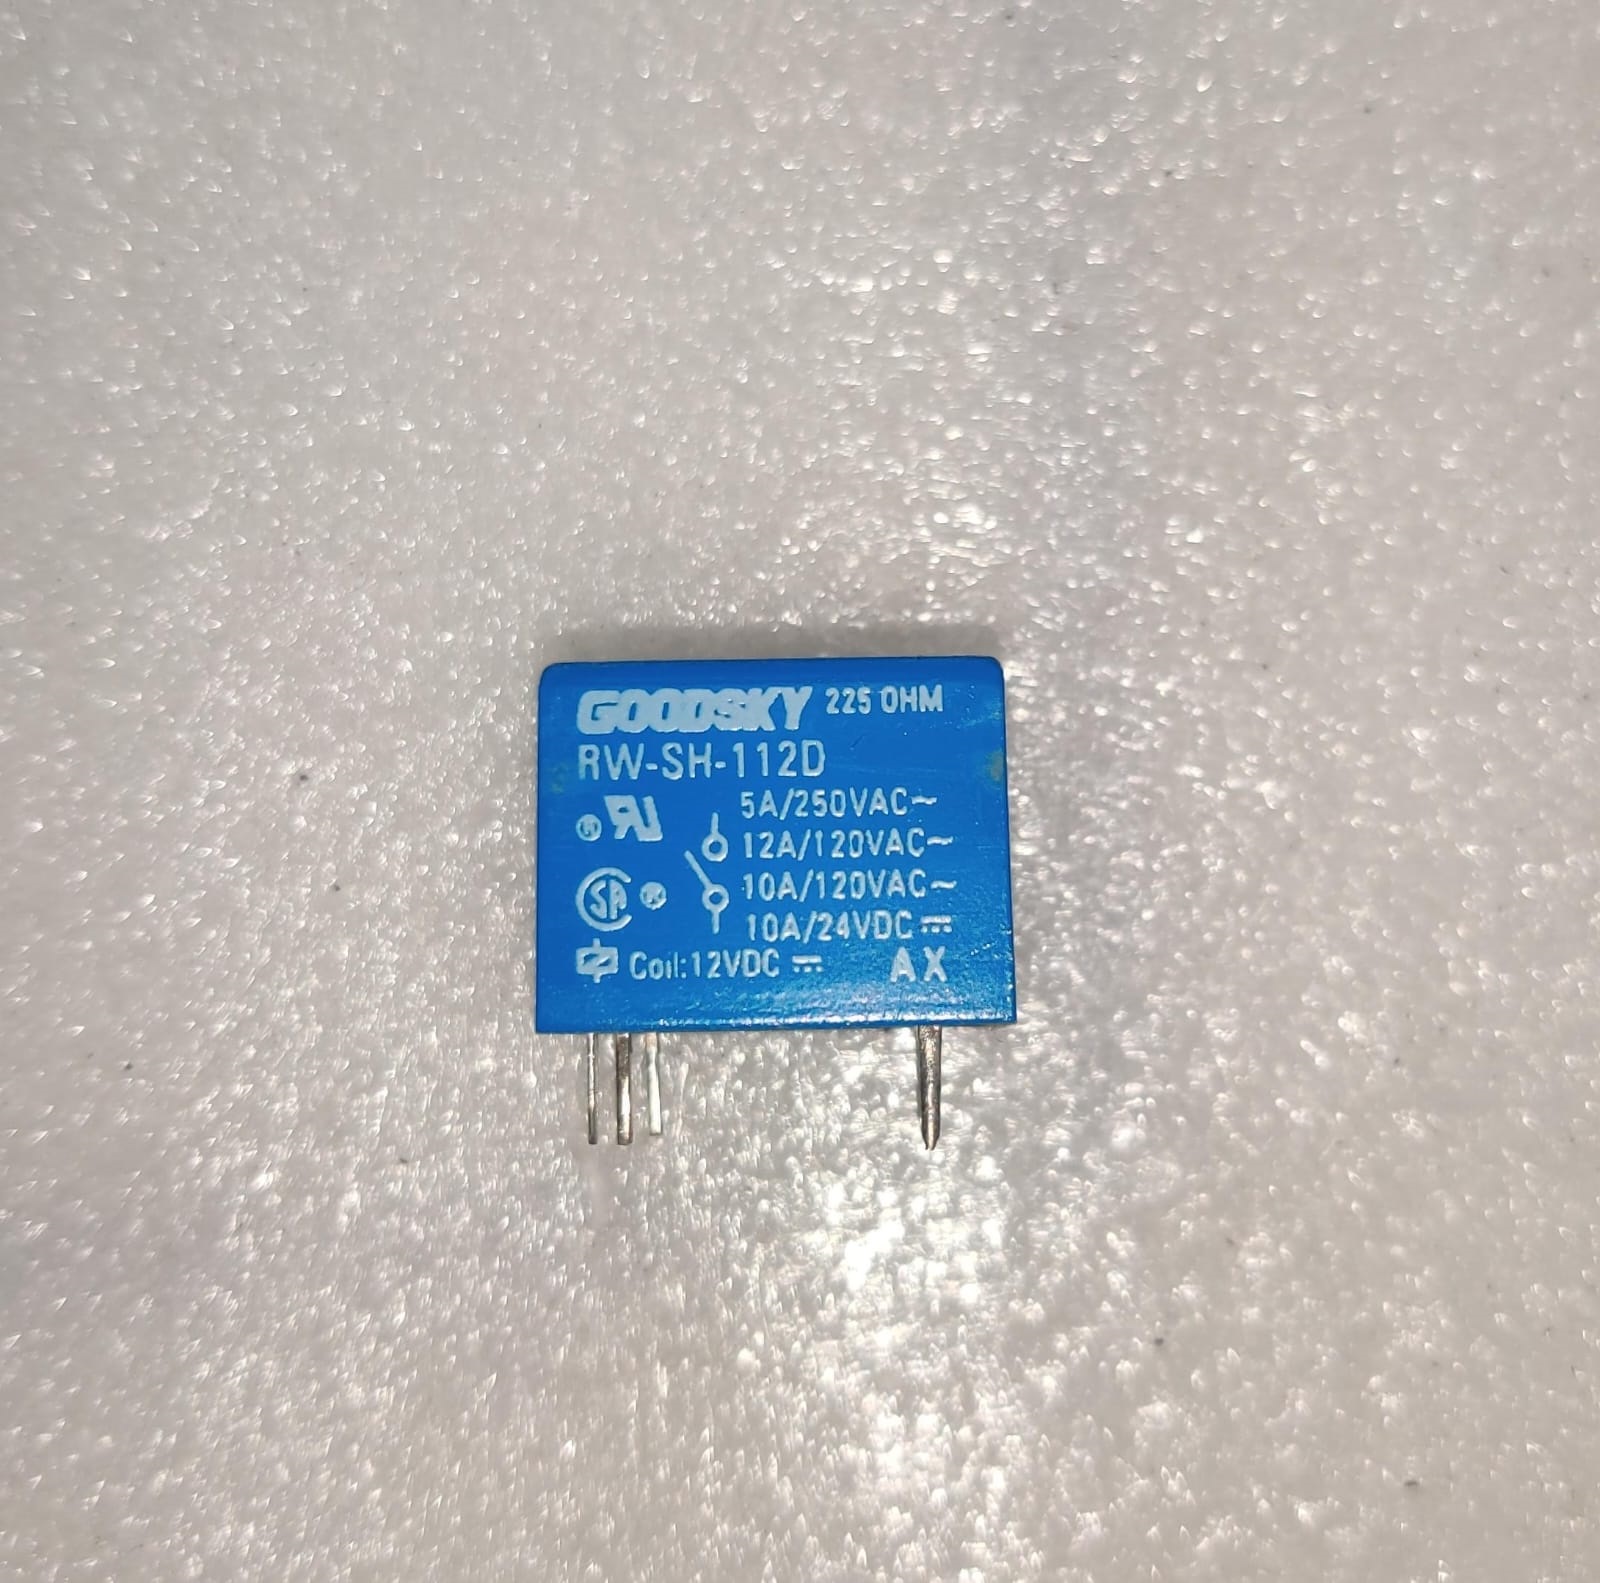 GOODSKY 225 OHM
RW-SH-112D
5A/250VAC~
12A/120VAC~
10A/120VAC~
10A/24VDC
Coil:12VDC AX